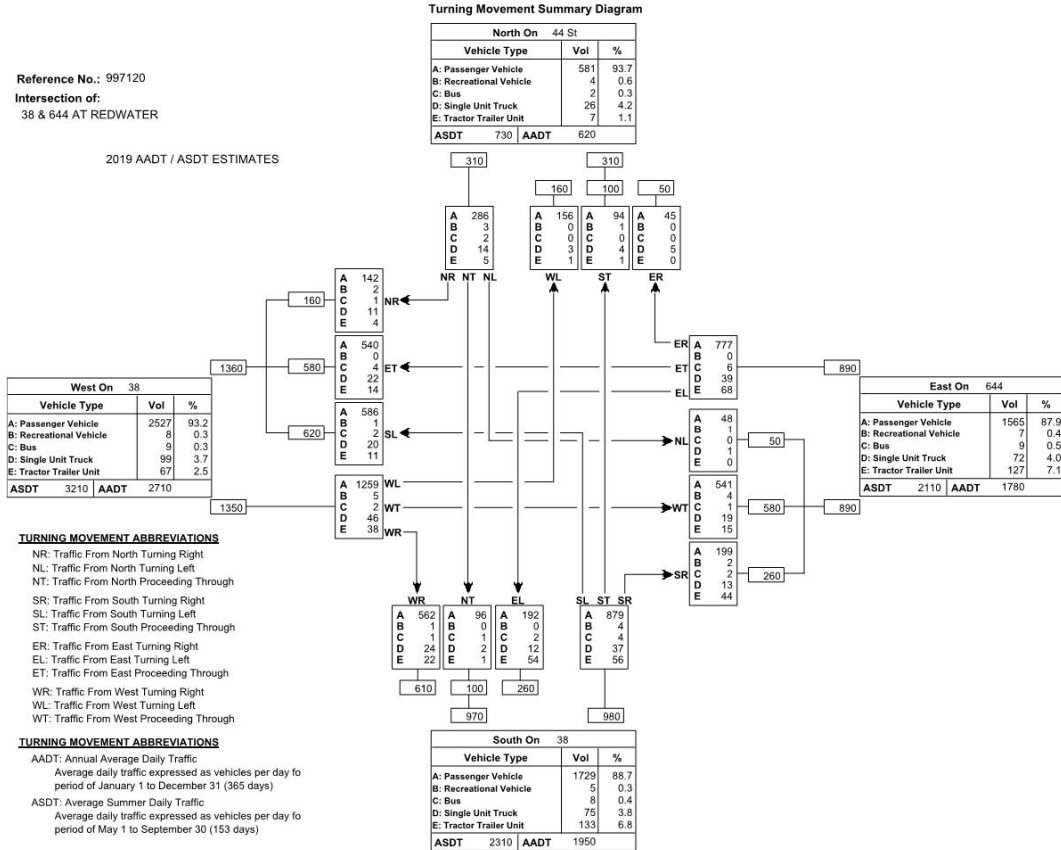 Turning Movement Summary Diagram
North On 44 St
Vehicle Type Vol %
A: Passenger Vehicle 581 93.7
B: Recreational Vehicle 4 0.6
C: Bus 2 0.3
D: Single Unit Truck 26 4.2
E: Tractor Trailer Unit 7 1.1
ASDT 730 AADT 620
Reference No.: 997120
Intersection of:
38 & 644 AT REDWATER
2019 AADT / ASDT ESTIMATES
310 310
160 100 50
A 286
B 3
C 2
D 14
E 5
NR NT NL
A 156
B 0
C 0
D 3
E 1
WL
A 94
B 1
C 0
D 4
E 1
ST
A 45
B 0
C 0
D 5
E 0
ER
160
A 142
B 2
C 1
D 11
E 4
NR
1360
580
A 540
B 0
C 4
D 22
E 14
ET
620
A 586
B 1
C 2
D 20
E 11
SL
1350
A 1259
B 5
C 2
D 46
E 38
WL
WT
WR
West On 38
Vehicle Type Vol %
A: Passenger Vehicle 2527 93.2
B: Recreational Vehicle 8 0.3
C: Bus 9 0.3
D: Single Unit Truck 99 3.7
E: Tractor Trailer Unit 67 2.5
ASDT 3210 AADT 2710
ER
ET
EL
A 777
B 0
C 6
D 39
E 68
890
NL
A 48
B 1
C 0
D 1
E 0
50
WT
A 541
B 4
C 1
D 19
E 15
580
890
SR
A 199
B 2
C 2
D 13
E 44
260
East On 644
Vehicle Type Vol %
A: Passenger Vehicle 1565 87.9
B: Recreational Vehicle 7 0.4
C: Bus 9 0.5
D: Single Unit Truck 72 4.0
E: Tractor Trailer Unit 127 7.1
ASDT 2110 AADT 1780
TURNING MOVEMENT ABBREVIATIONS
NR: Traffic From North Turning Right
NL: Traffic From North Turning Left
NT: Traffic From North Proceeding Through
SR: Traffic From South Turning Right
SL: Traffic From South Turning Left
ST: Traffic From South Proceeding Through
ER: Traffic From East Turning Right
EL: Traffic From East Turning Left
ET: Traffic From East Proceeding Through
WR: Traffic From West Turning Right
WL: Traffic From West Turning Left
WT: Traffic From West Proceeding Through
TURNING MOVEMENT ABBREVIATIONS
AADT: Annual Average Daily Traffic
Average daily traffic expressed as vehicles per day fo
period of January 1 to December 31 (365 days)
ASDT: Average Summer Daily Traffic
Average daily traffic expressed as vehicles per day fo
period of May 1 to September 30 (153 days)
WR
A 562
B 1
C 1
D 24
E 22
610
NT
A 96
B 0
C 1
D 2
E 1
100
EL
A 192
B 0
C 2
D 12
E 54
260
SL ST SR
A 879
B 4
C 4
D 37
E 56
970 980
South On 38
Vehicle Type Vol %
A: Passenger Vehicle 1729 88.7
B: Recreational Vehicle 5 0.3
C: Bus 8 0.4
D: Single Unit Truck 75 3.8
E: Tractor Trailer Unit 133 6.8
ASDT 2310 AADT 1950